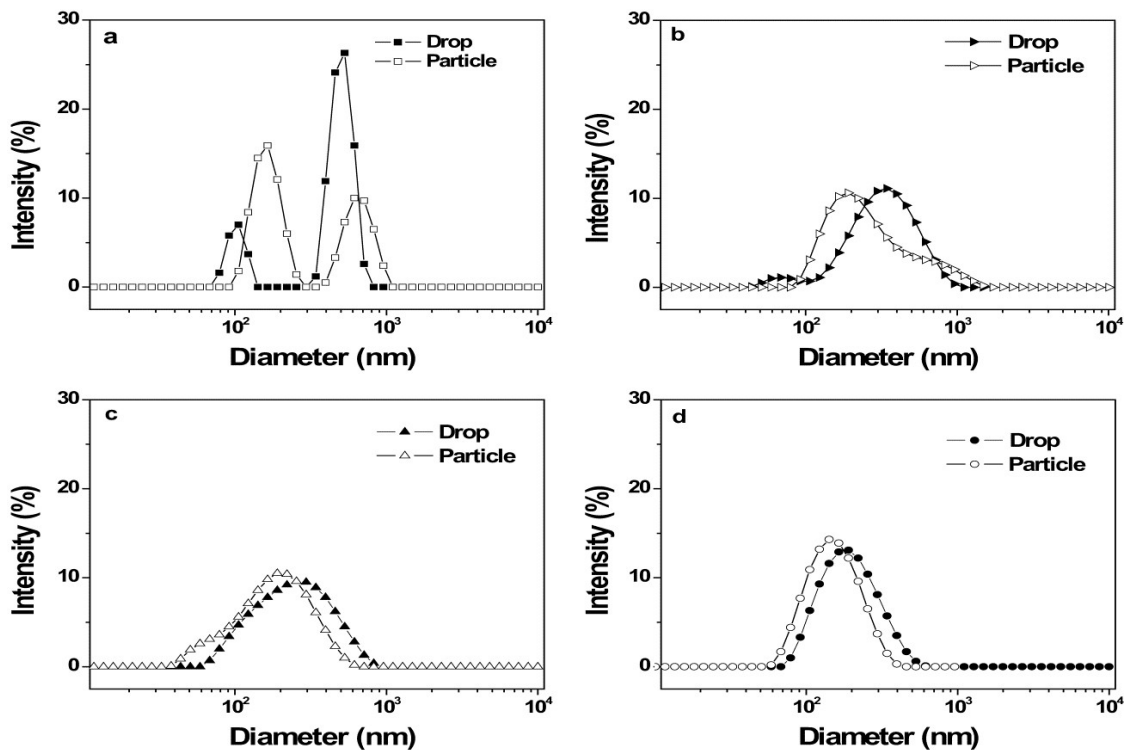 a
Drop
Particle
30
20
10
0
Intensity (%)
10²
10³
10⁴
Diameter (nm)
b
Drop
Particle
30
20
10
0
Intensity (%)
10²
10³
10⁴
Diameter (nm)
c
Drop
Particle
30
20
10
0
Intensity (%)
10²
10³
10⁴
Diameter (nm)
d
Drop
Particle
30
20
10
0
Intensity (%)
10²
10³
10⁴
Diameter (nm)